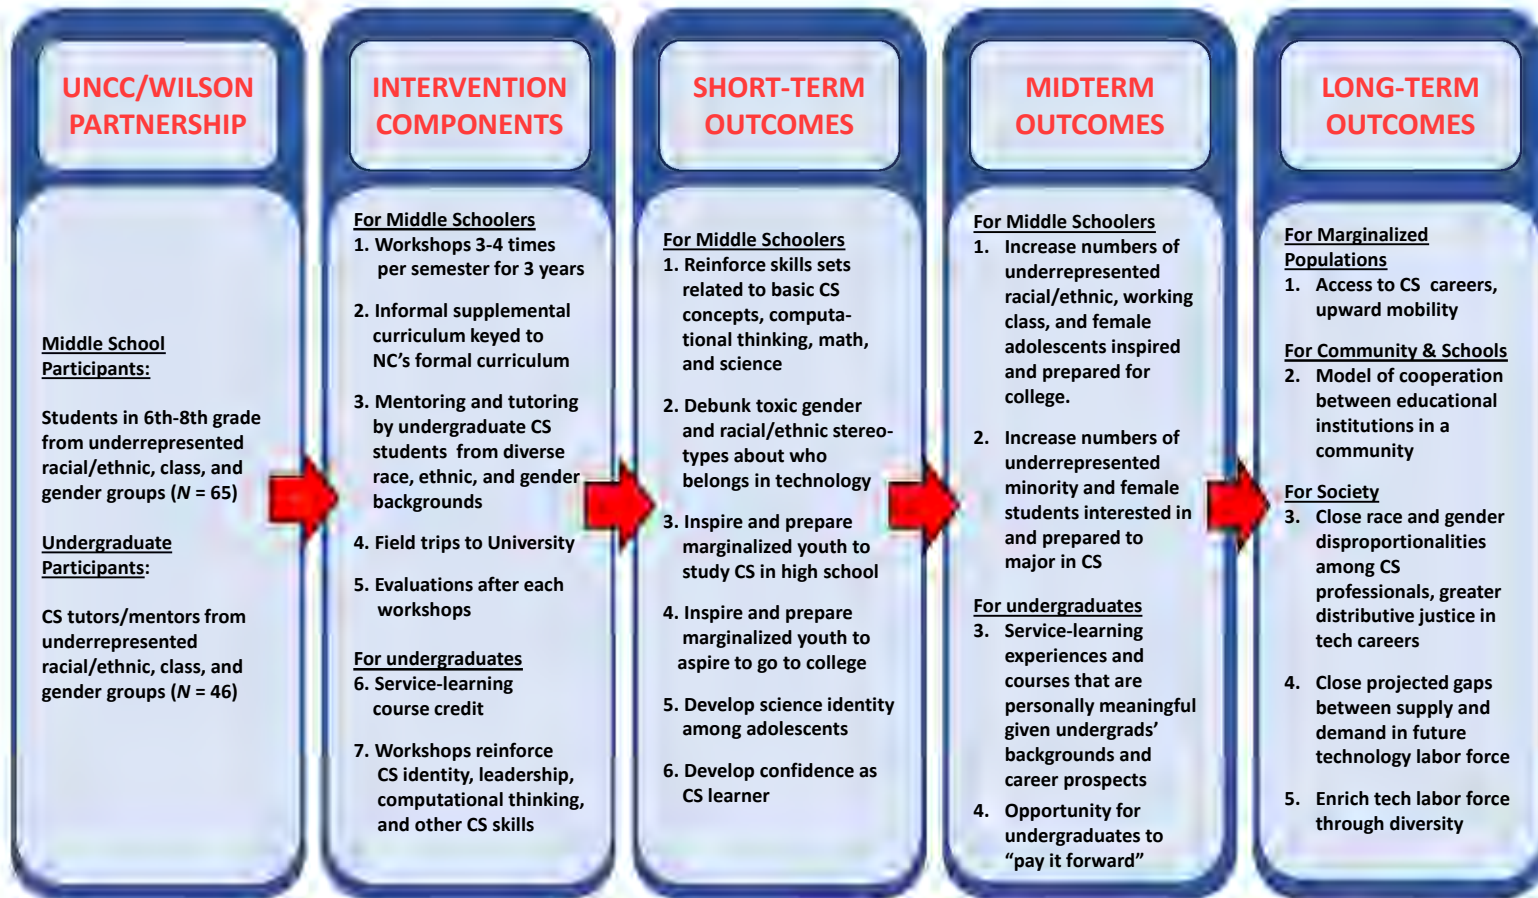 UNCC/WILSON
PARTNERSHIP
Middle School
Participants:
Students in 6th-8th grade
from underrepresented
racial/ethnic, class, and
gender groups (N = 65)
Undergraduate
Participants:
CS tutors/mentors from
underrepresented
racial/ethnic, class, and
gender groups (N = 46)
INTERVENTION
COMPONENTS
For Middle Schoolers
1. Workshops 3-4 times
per semester for 3 years
2. Informal supplemental
curriculum keyed to
NC's formal curriculum
3. Mentoring and tutoring
by undergraduate CS
students from diverse
race, ethnic, and gender
backgrounds
4. Field trips to University
5. Evaluations after each
workshops
For undergraduates
6. Service-learning
course credit
7. Workshops reinforce
CS identity, leadership,
computational thinking,
and other CS skills
SHORT-TERM
OUTCOMES
For Middle Schoolers
1. Reinforce skills sets
related to basic CS
concepts, computa-
tional thinking, math,
and science
2. Debunk toxic gender
and racial/ethnic stereo-
types about who
belongs in technology
3. Inspire and prepare
marginalized youth to
study CS in high school
4. Inspire and prepare
marginalized youth to
aspire to go to college
5. Develop science identity
among adolescents
6. Develop confidence as
CS learner
MIDTERM
OUTCOMES
For Middle Schoolers
1. Increase numbers of
underrepresented
racial/ethnic, working
class, and female
adolescents inspired
and prepared for
college.
2. Increase numbers of
underrepresented
minority and female
students interested in
and prepared to
major in CS
For undergraduates
3. Service-learning
experiences and
courses that are
personally meaningful
given undergrads'
backgrounds and
career prospects
4. Opportunity for
undergraduates to
"pay it forward"
LONG-TERM
OUTCOMES
For Marginalized
Populations
1. Access to CS careers,
upward mobility
For Community & Schools
2. Model of cooperation
between educational
institutions in a
community
For Society
3. Close race and gender
disproportionalities
among CS
professionals, greater
distributive justice in
tech careers
4. Close projected gaps
between supply and
demand in future
technology labor force
5. Enrich tech labor force
through diversity